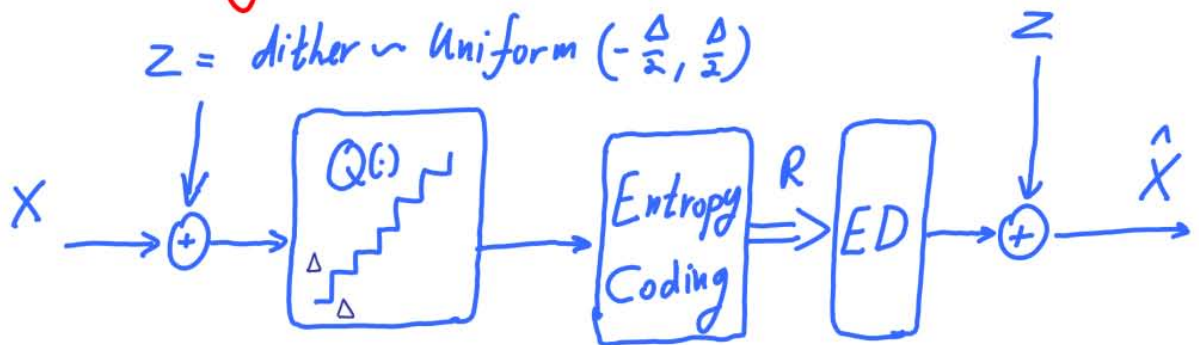 Z = dither ~ Uniform (-Δ/2, Δ/2)
Z
Q(·)
R
X̂
X
Entropy
Coding
ED
+
+
Δ
Δ